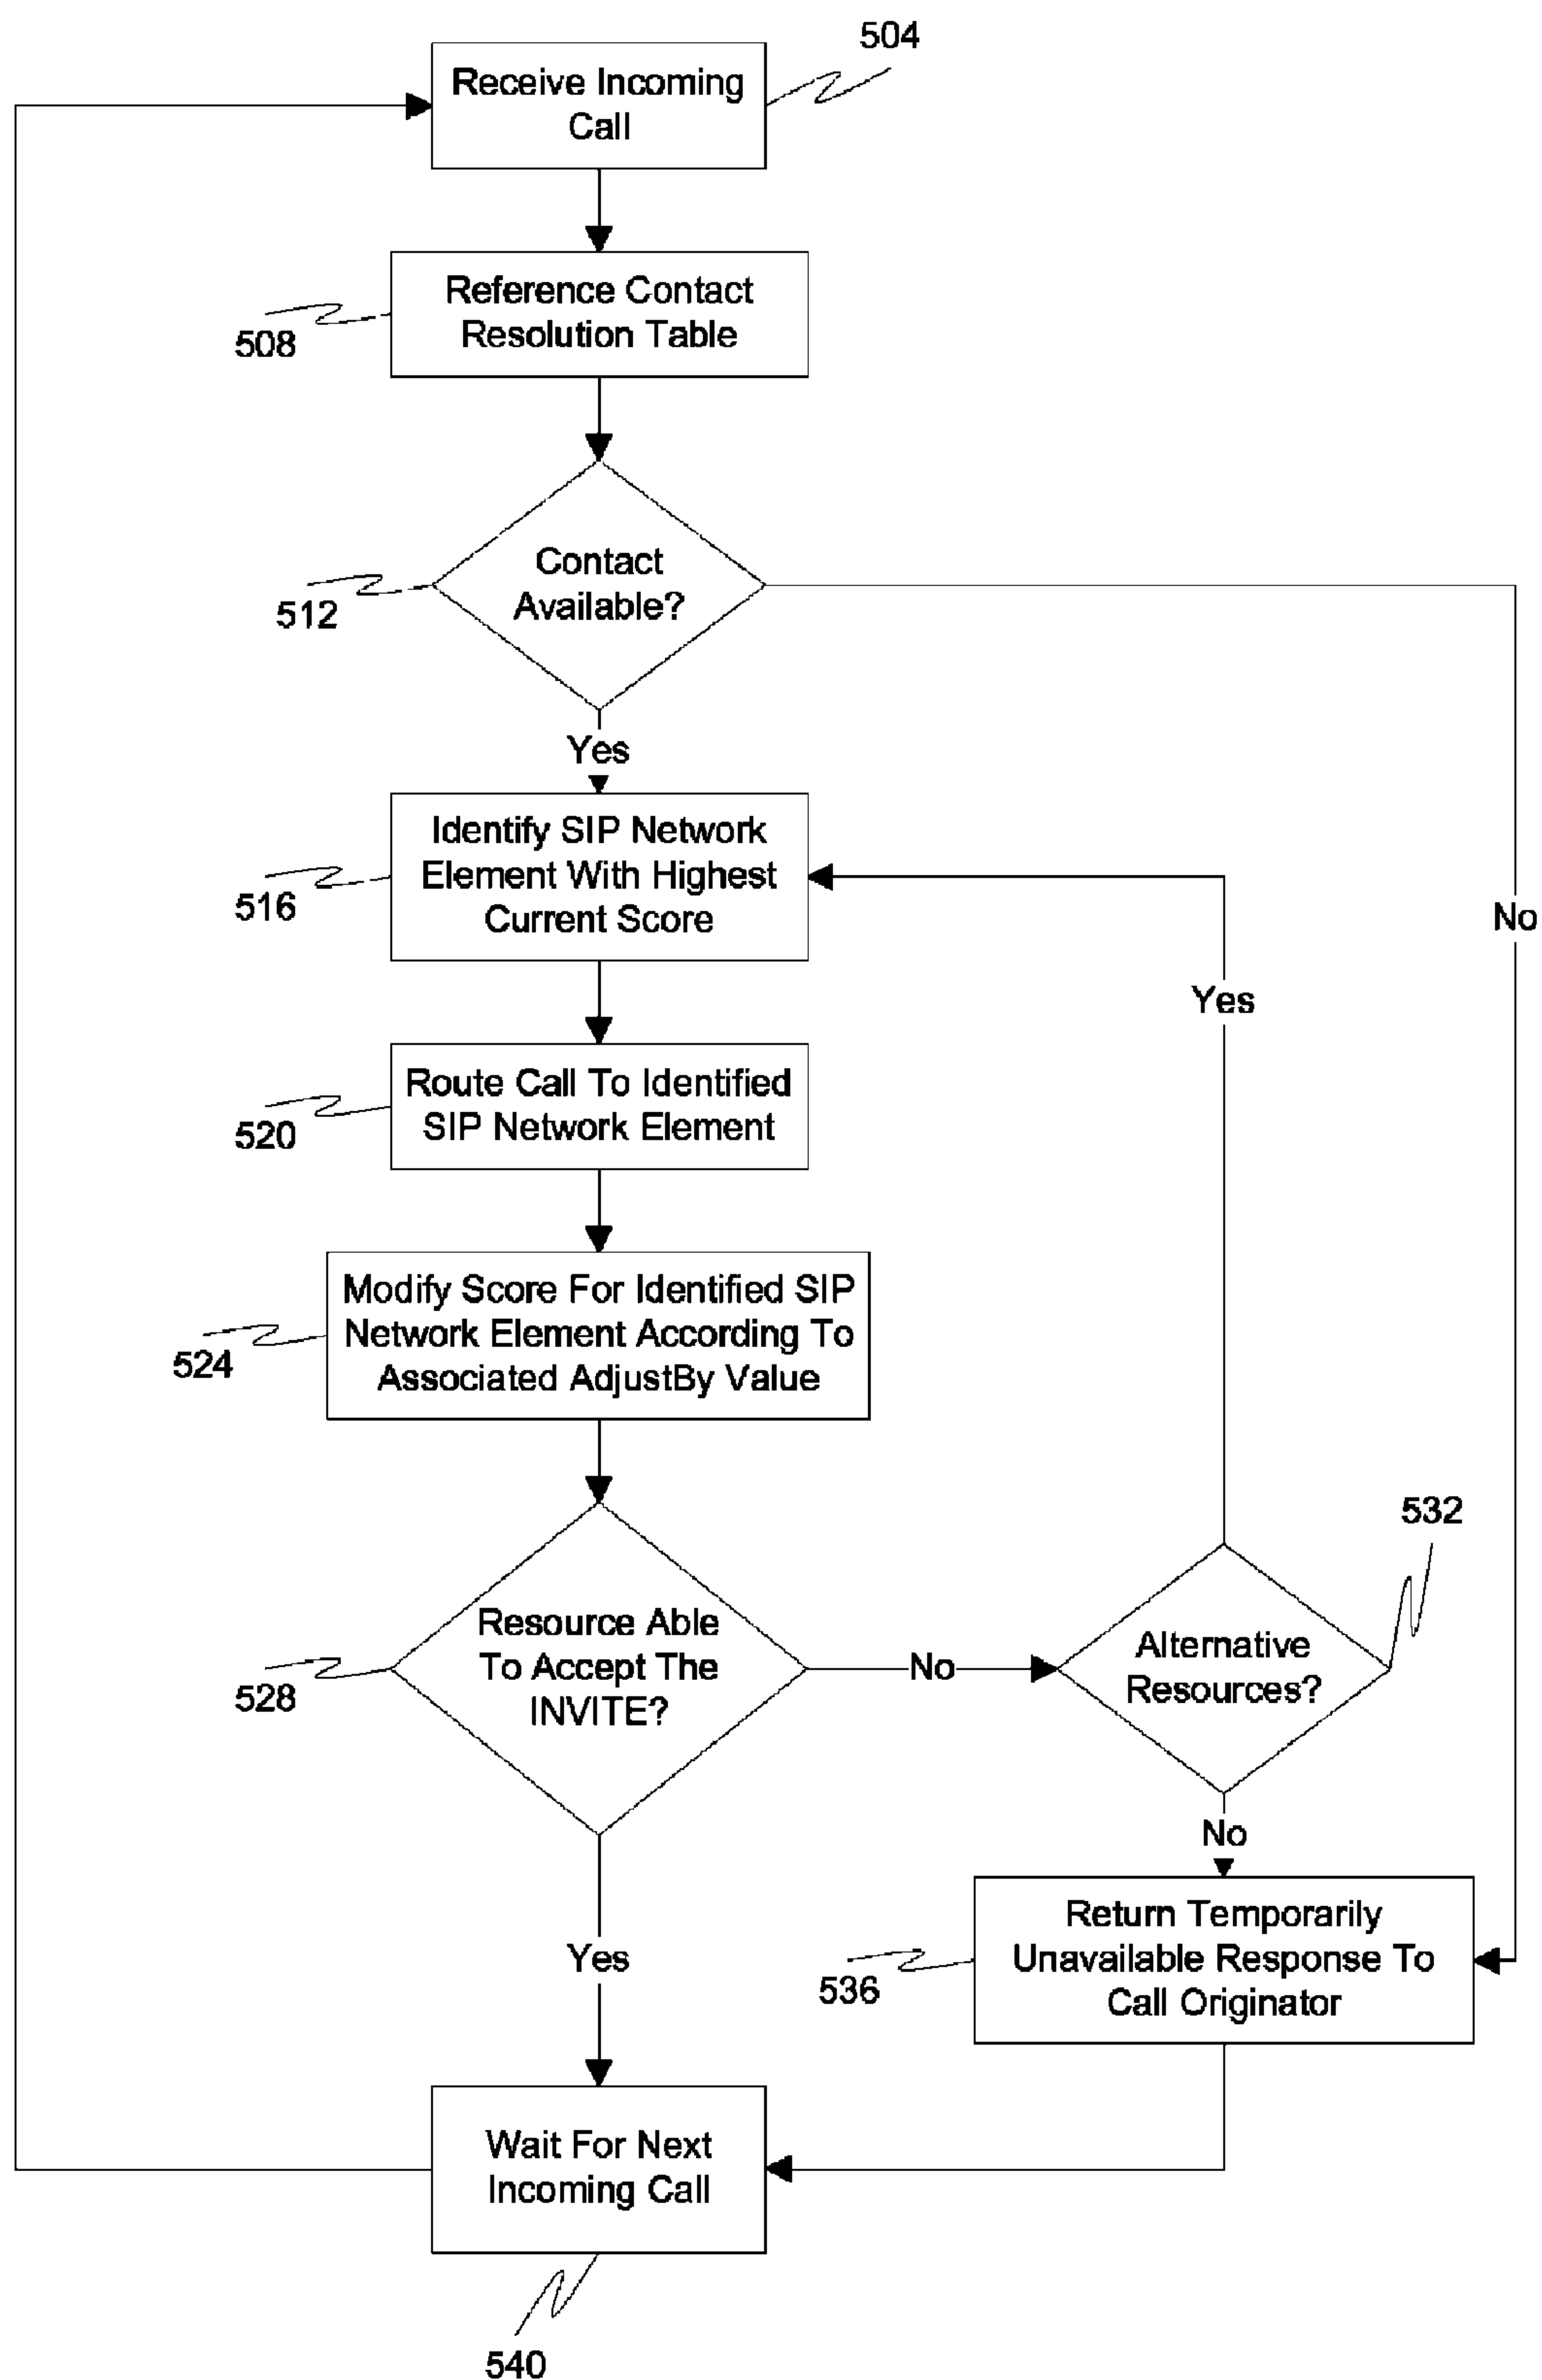 504
Receive Incoming
Call
Reference Contact
Resolution Table
508
Contact
Available?
512
Yes
Identify SIP Network
Element With Highest
Current Score
516
No
Yes
Route Call To Identified
SIP Network Element
520
Modify Score For Identified SIP
Network Element According To
Associated AdjustBy Value
524
532
Resource Able
To Accept The
INVITE?
528
No
Alternative
Resources?
No
Return Temporarily
Unavailable Response To
Call Originator
536
Yes
Wait For Next
Incoming Call
540